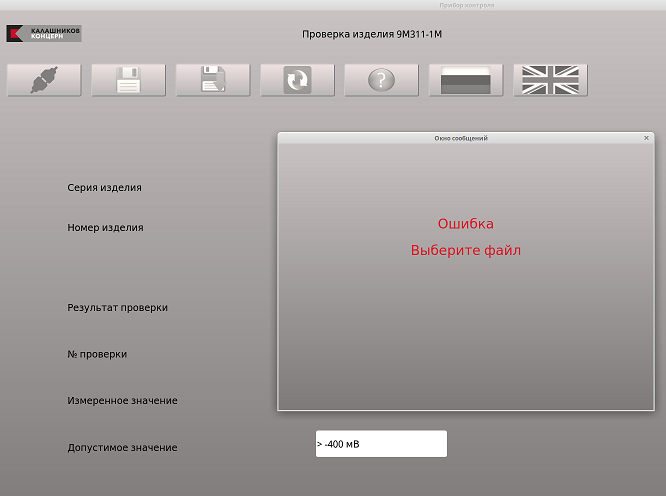 Прибор контроля
КАЛАШНИКОВ
КОНЦЕРН
Проверка изделия 9М311-1М
?
Окно сообщений
Серия изделия
Ошибка
Номер изделия
Выберите файл
Результат проверки
№ проверки
Измеренное значение
Допустимое значение
> -400 мВ